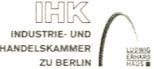 IHK
INDUSTRIE- UND
HANDELSKAMMER
ZU BERLIN
LUDWIG
ERHARD
HAUS